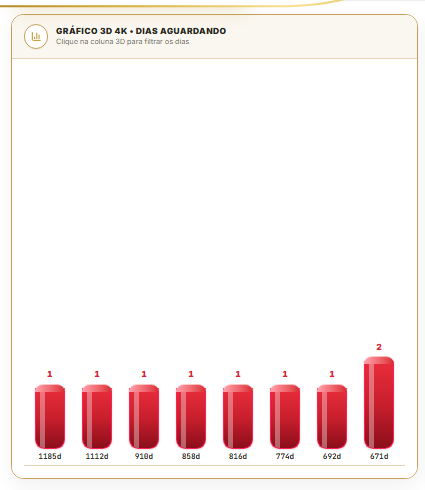 GRÁFICO 3D 4K • DIAS AGUARDANDO
Clique na coluna 3D para filtrar os dias
1 1 1 1 1 1 1 2
1185d 1112d 910d 858d 816d 774d 692d 671d